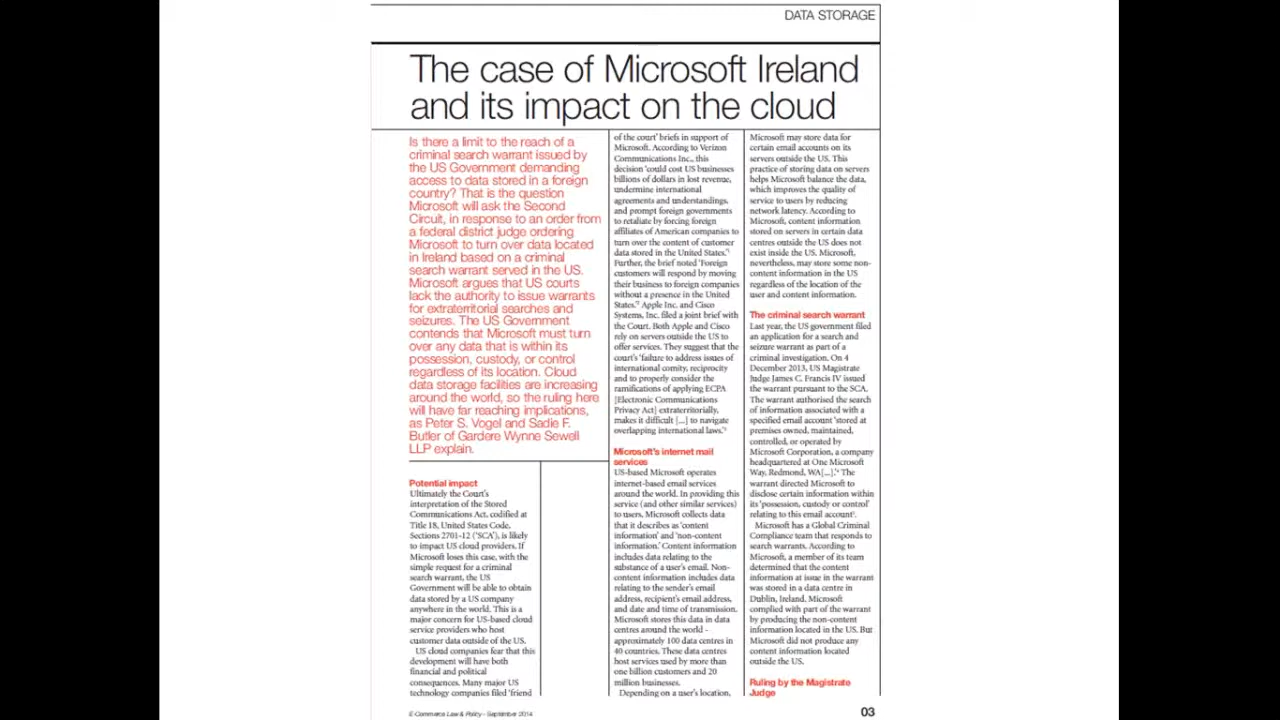 DATA STORAGE
The case of Microsoft Ireland
and its impact on the cloud
Is there a limit to the reach of a
criminal search warrant issued by
the US Government demanding
access to data stored in a foreign
country? That is the question
Microsoft will ask the Second
Circuit, in response to an order from
a federal district judge ordering
Microsoft to turn over data located
in Ireland based on a criminal
search warrant served in the US.
Microsoft argues that US courts
lack the authority to issue warrants
for extraterritorial searches and
seizures. The US Government
contends that Microsoft must turn
over any data that is within its
possession, custody, or control
regardless of its location. Cloud
data storage facilities are increasing
around the world, so the ruling here
will have far reaching implications,
as Peter S. Vogel and Sadie F.
Butler of Gardere Wynne Sewell
LLP explain.
Potential impact
Ultimately the Court's
interpretation of the Stored
Communications Act, codified at
Title 18, United States Code,
Sections 2701-12 ('SCA'), is likely
to impact US cloud providers. If
Microsoft loses this case, with the
simple request for a criminal
search warrant, the US
Government will be able to obtain
data stored by a US company
anywhere in the world. This is a
major concern for US-based cloud
service providers who host
customer data outside of the US.
US cloud companies fear that this
development will have both
financial and political
consequences. Many major US
technology companies filed 'friend
of the court' briefs in support of
Microsoft. According to Verizon
Communications Inc., this
decision 'could cost US businesses
billions of dollars in lost revenue,
undermine international
agreements and understandings,
and prompt foreign governments
to retaliate by forcing foreign
affiliates of American companies to
turn over the content of customer
data stored in the United States.'1
Further, the brief noted 'Foreign
customers will respond by moving
their business to foreign companies
without a presence in the United
States.'2 Apple Inc. and Cisco
Systems, Inc. filed a joint brief with
the Court. Both Apple and Cisco
rely on servers outside the US to
offer services. They suggest that the
court's 'failure to address issues of
international comity, reciprocity
and to properly consider the
ramifications of applying ECPA
[Electronic Communications
Privacy Act] extraterritorially,
makes it difficult [...] to navigate
overlapping international laws.'3
Microsoft's internet mail
services
US-based Microsoft operates
internet-based email services
around the world. In providing this
service (and other similar services)
to users, Microsoft collects data
that it describes as 'content
information' and 'non-content
information.' Content information
includes data relating to the
substance of a user's email. Non-
content information includes data
relating to the sender's email
address, recipient's email address,
and date and time of transmission.
Microsoft stores this data in data
centres around the world -
approximately 100 data centres in
40 countries. These data centres
host services used by more than
one billion customers and 20
million businesses.
Depending on a user's location,
Microsoft may store data for
certain email accounts on its
servers outside the US. This
practice of storing data on servers
helps Microsoft balance the data,
which improves the quality of
service to users by reducing
network latency. According to
Microsoft, content information
stored on servers in certain data
centres outside the US does not
exist inside the US. Microsoft,
nevertheless, may store some non-
content information in the US
regardless of the location of the
user and content information.
The criminal search warrant
Last year, the US government filed
an application for a search and
seizure warrant as part of a
criminal investigation. On 4
December 2013, US Magistrate
Judge James C. Francis IV issued
the warrant pursuant to the SCA.
The warrant authorised the search
of information associated with a
specified email account 'stored at
premises owned, maintained,
controlled, or operated by
Microsoft Corporation, a company
headquartered at One Microsoft
Way, Redmond, WA[...].'4 The
warrant directed Microsoft to
disclose certain information within
its 'possession, custody or control'
relating to this email account5.
Microsoft has a Global Criminal
Compliance team that responds to
search warrants. According to
Microsoft, a member of its team
determined that the content
information at issue in the warrant
was stored in a data centre in
Dublin, Ireland. Microsoft
complied with part of the warrant
by producing the non-content
information located in the US. But
Microsoft did not produce any
content information located
outside the US.
Ruling by the Magistrate
Judge
E-Commerce Law & Policy - September 2014
03